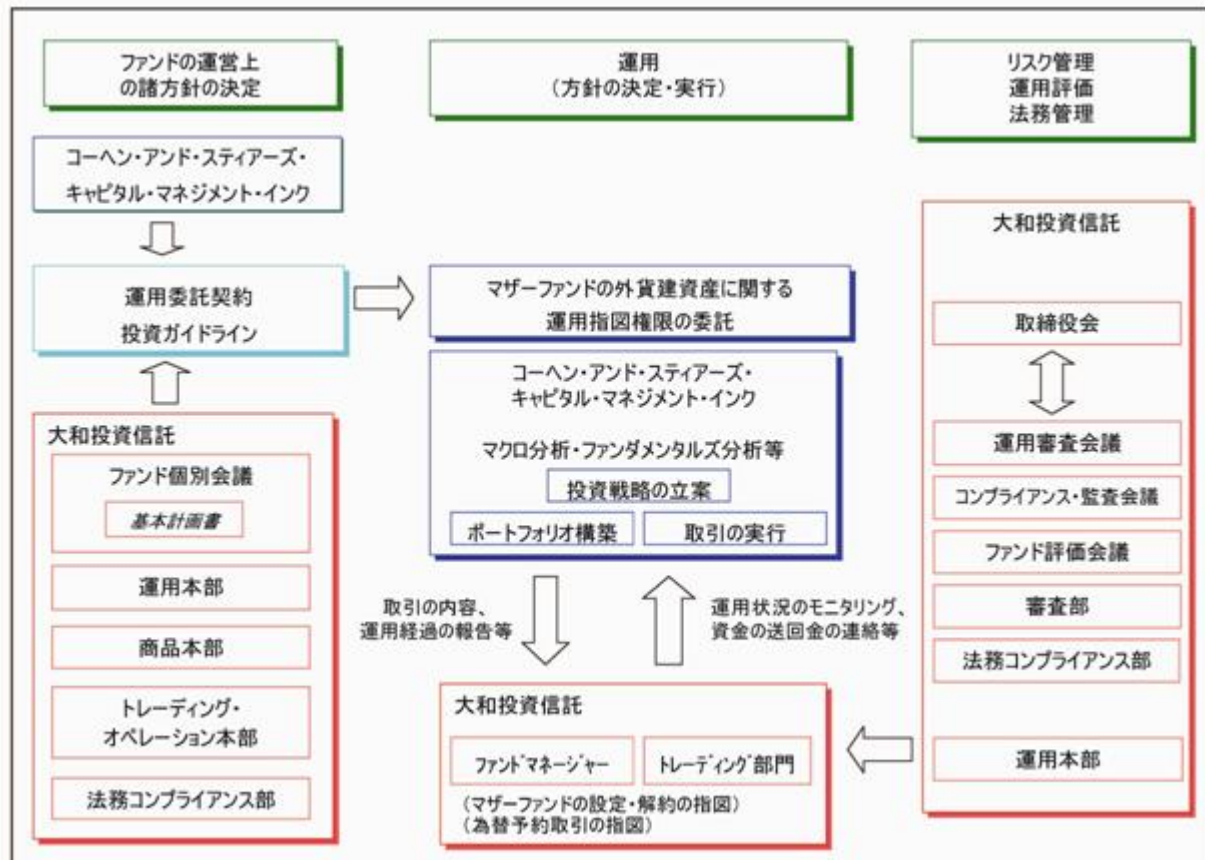 ファンドの運営上
の諸方針の決定
運用
(方針の決定・実行)
リスク管理
運用評価
法務管理
コーヘン・アンド・スティアーズ・
キャピタル・マネジメント・インク
運用委託契約
投資ガイドライン
大和投資信託
ファンド個別会議
基本計画書
運用本部
商品本部
トレーディング・
オペレーション本部
法務コンプライアンス部
マザーファンドの外貨建資産に関する
運用指図権限の委託
コーヘン・アンド・スティアーズ・
キャピタル・マネジメント・インク
マクロ分析・ファンダメンタルズ分析等
投資戦略の立案
ポートフォリオ構築
取引の実行
取引の内容、
運用経過の報告等
運用状況のモニタリング、
資金の送回金の連絡等
大和投資信託
ファンドマネージャー
トレーディング部門
(マザーファンドの設定・解約の指図)
(為替予約取引の指図)
大和投資信託
取締役会
運用審査会議
コンプライアンス・監査会議
ファンド評価会議
審査部
法務コンプライアンス部
運用本部